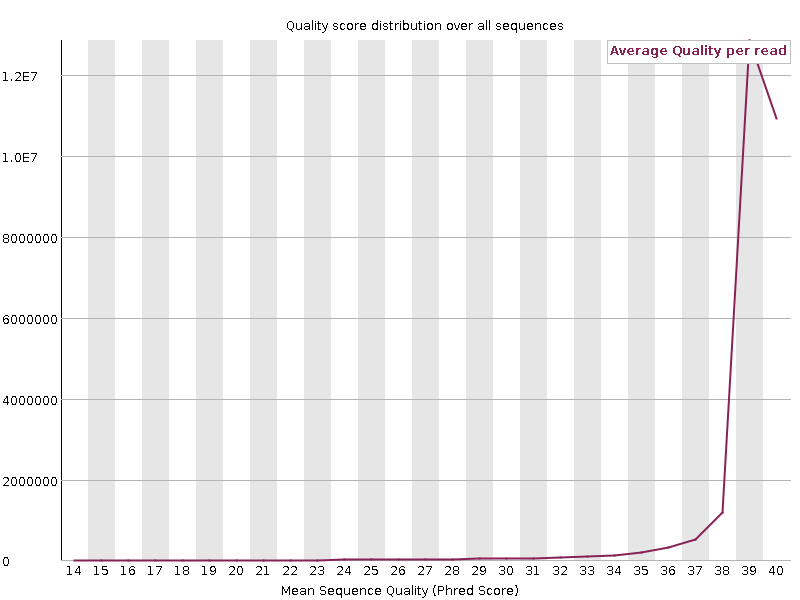 Quality score distribution over all sequences
Average Quality per read
1.2E7
1.0E7
8000000
6000000
4000000
2000000
0
14 15 16 17 18 19 20 21 22 23 24 25 26 27 28 29 30 31 32 33 34 35 36 37 38 39 40
Mean Sequence Quality (Phred Score)